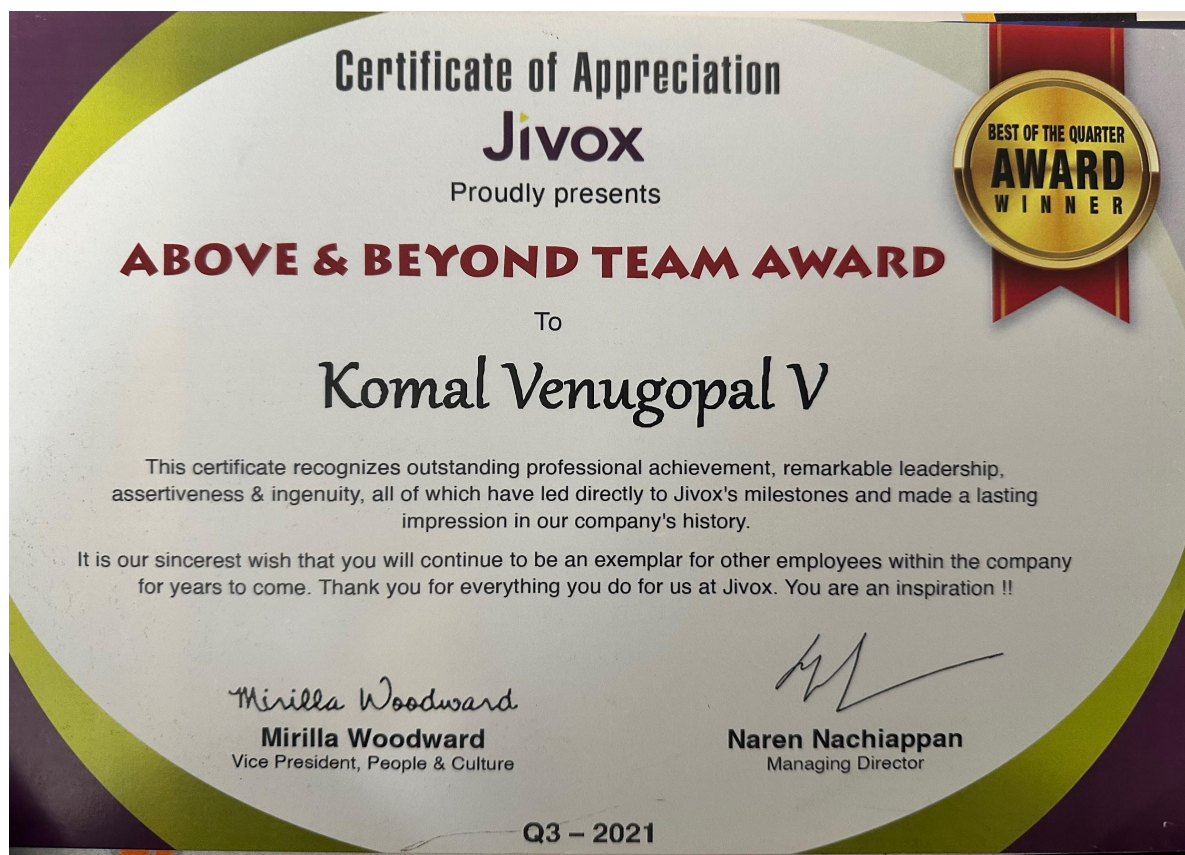 Certificate of Appreciation
Jivox
Proudly presents
BEST OF THE QUARTER
AWARD
WINNER
ABOVE & BEYOND TEAM AWARD
To
Komal Venugopal V
This certificate recognizes outstanding professional achievement, remarkable leadership,
assertiveness & ingenuity, all of which have led directly to Jivox's milestones and made a lasting
impression in our company's history.
It is our sincerest wish that you will continue to be an exemplar for other employees within the company
for years to come. Thank you for everything you do for us at Jivox. You are an inspiration !!
Mirilla Woodward
Mirilla Woodward
Vice President, People & Culture
Naren Nachiappan
Managing Director
Q3 – 2021